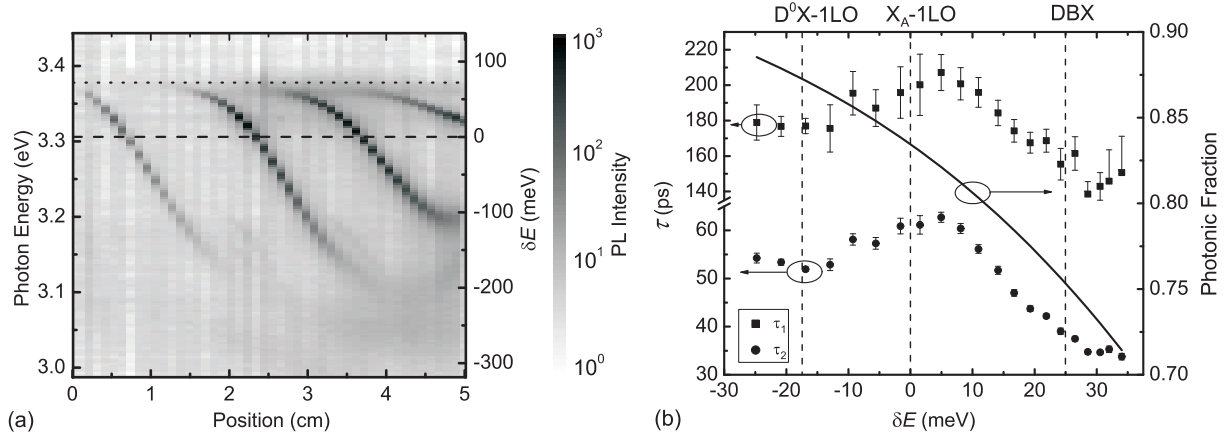 3.4
3.3
3.2
3.1
3.0
Photon Energy (eV)
0 1 2 3 4 5
Position (cm)
100
0
-100
-200
-300
δE (meV)
10³
10²
10¹
10⁰
PL Intensity
(a)
D⁰X-1LO X_A-1LO DBX
220
200
180
160
140
60
50
40
30
τ (ps)
0.90
0.85
0.80
0.75
0.70
Photonic Fraction
τ₁
τ₂
-30 -20 -10 0 10 20 30
δE (meV)
(b)